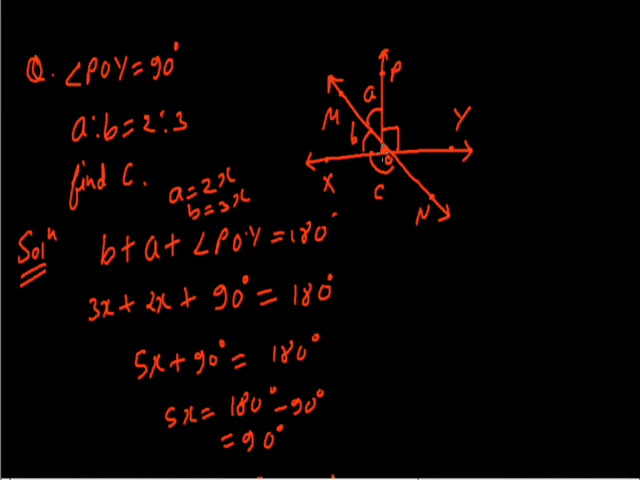 Q. ∠POY=90°
a:b=2:3
find C.
a=2x
b=3x
Solⁿ
b+a+∠POY=180°
3x+2x+90°=180°
5x+90°=180°
5x=180°-90°
=90°
P
a
M
b
Y
O
X
C
N